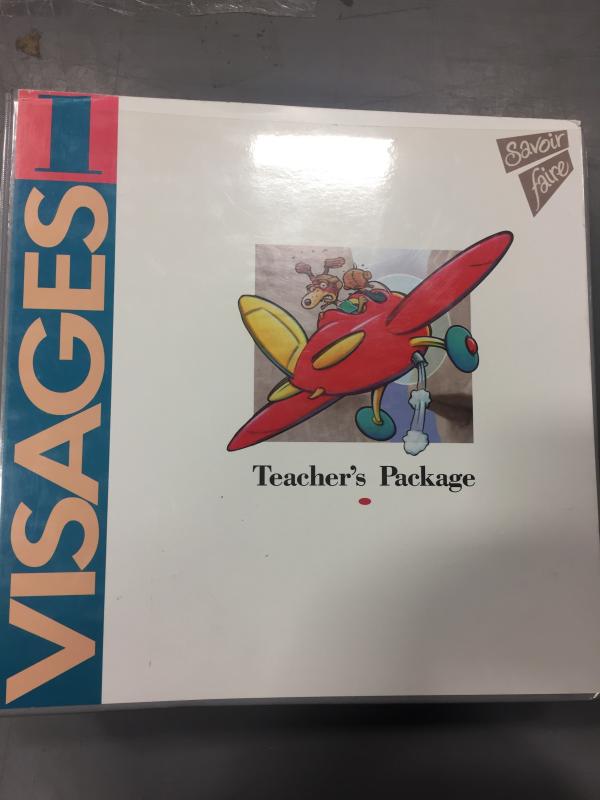 VISAGES 1
Savoir
faire
Teacher's Package